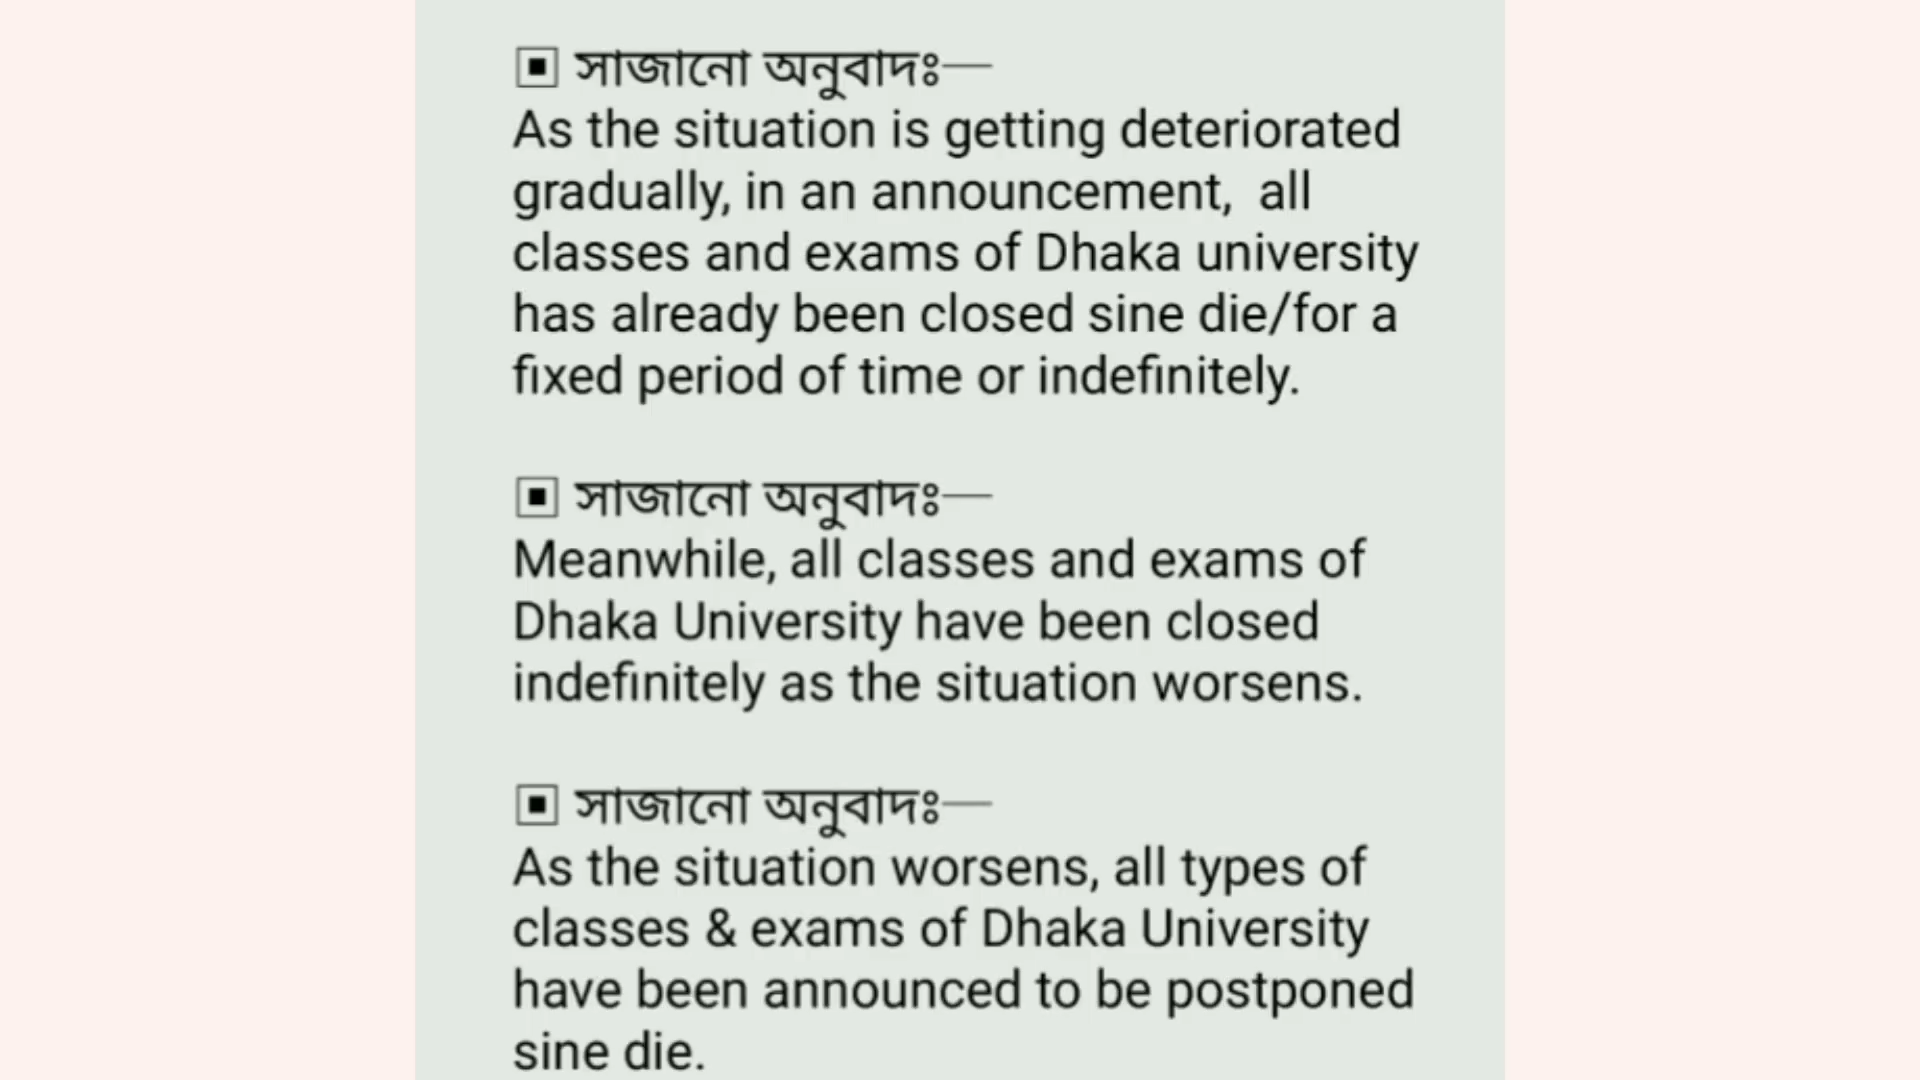 ▣ সাজানো অনুবাদঃ—
As the situation is getting deteriorated
gradually, in an announcement,  all
classes and exams of Dhaka university
has already been closed sine die/for a
fixed period of time or indefinitely.
▣ সাজানো অনুবাদঃ—
Meanwhile, all classes and exams of
Dhaka University have been closed
indefinitely as the situation worsens.
▣ সাজানো অনুবাদঃ—
As the situation worsens, all types of
classes & exams of Dhaka University
have been announced to be postponed
sine die.